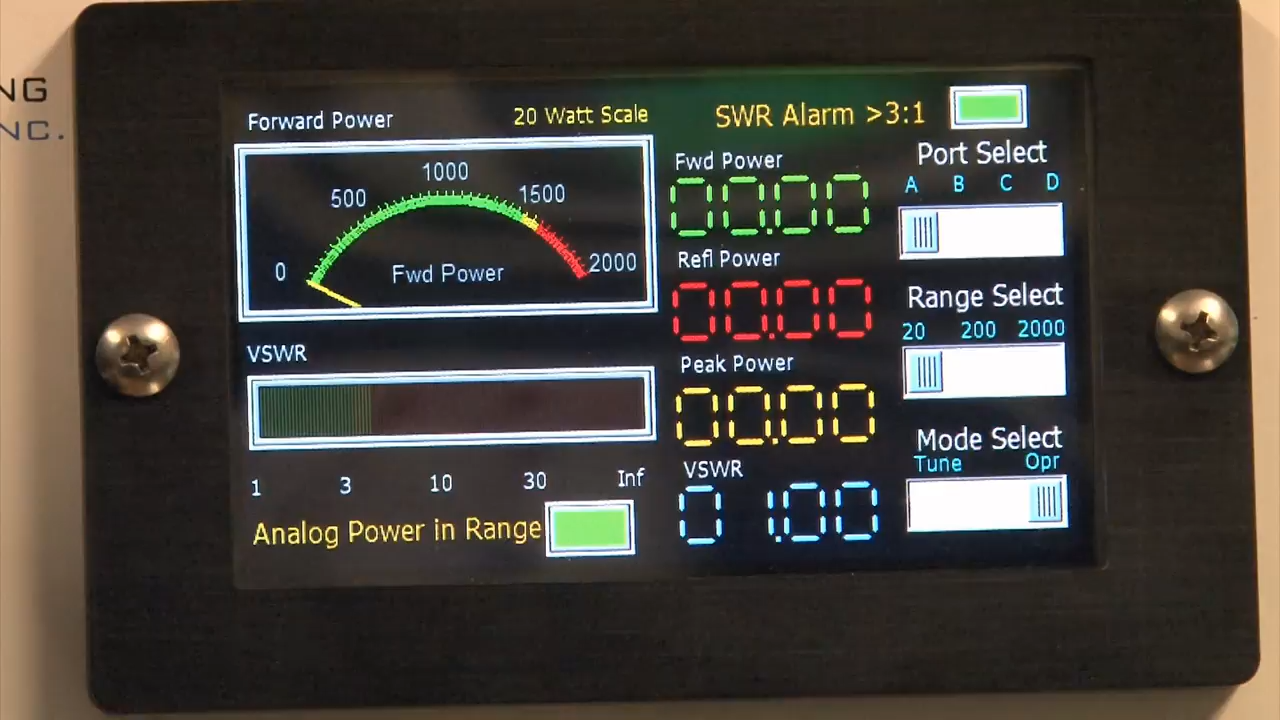 NG
NC.
Forward Power
20 Watt Scale
0
500
1000
1500
2000
Fwd Power
VSWR
1 3 10 30 Inf
Analog Power in Range
SWR Alarm >3:1
Fwd Power
00.00
Refl Power
00.00
Peak Power
00.00
VSWR
0 1.00
Port Select
A B C D
Range Select
20 200 2000
Mode Select
Tune Opr